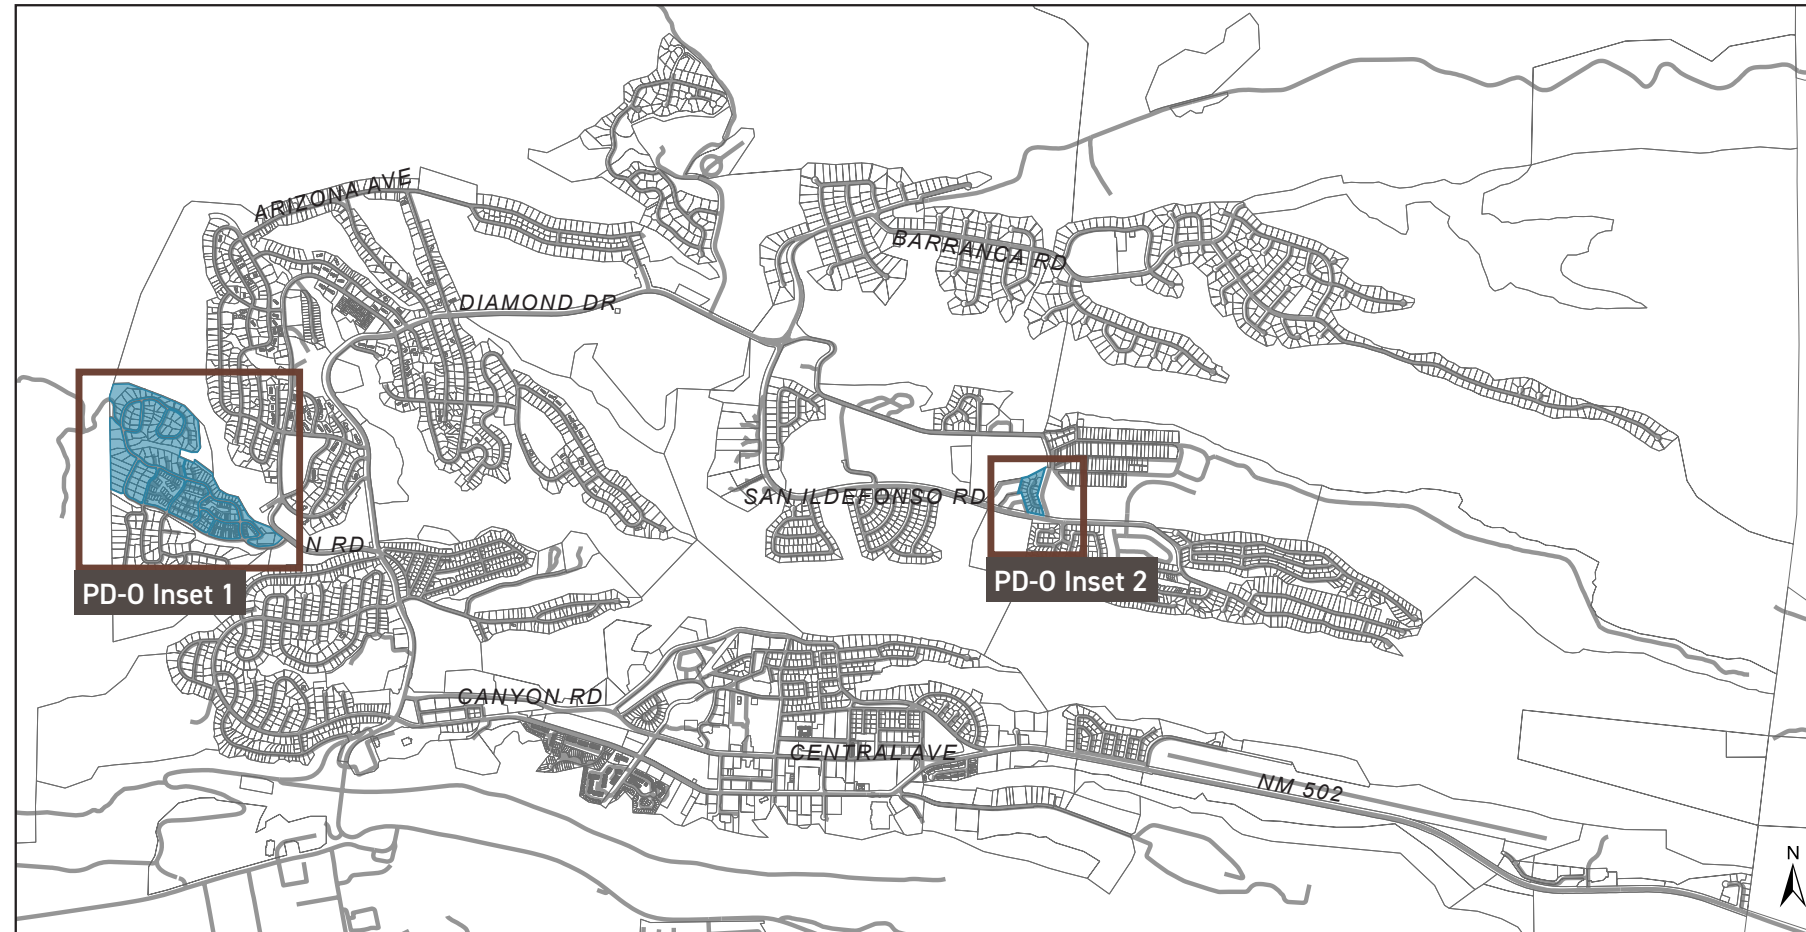 ARIZONA AVE
BARRANCA RD
DIAMOND DR
SAN ILDEFONSO RD
N RD
PD-O Inset 1
PD-O Inset 2
CANYON RD
CENTRAL AVE
NM 502
N